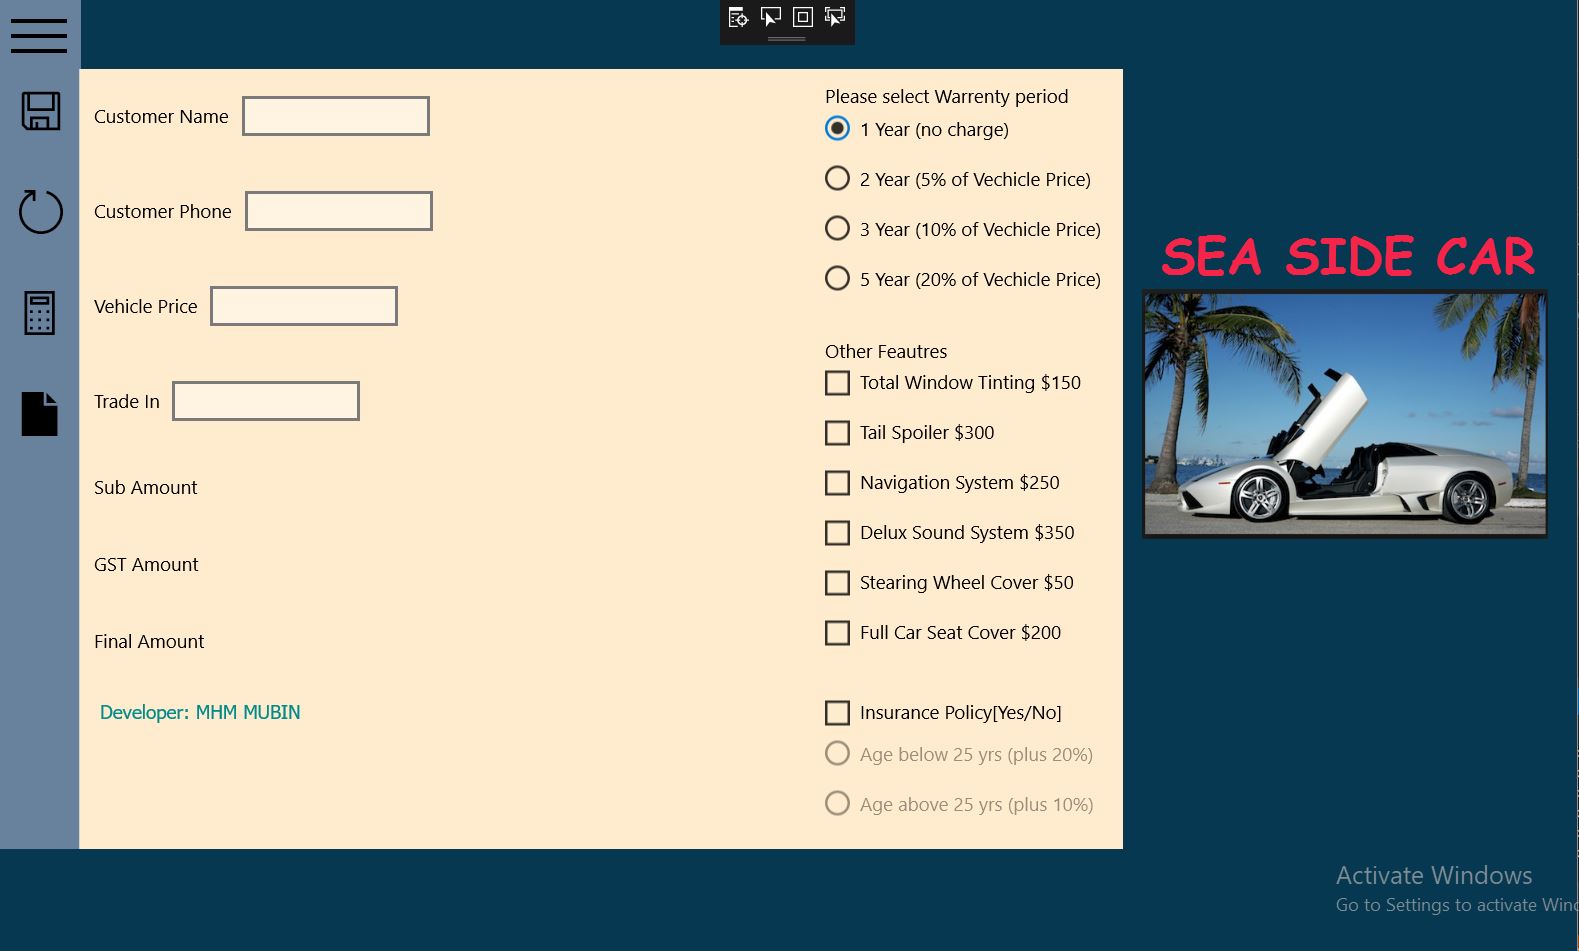 Customer Name
Customer Phone
Vehicle Price
Trade In
Sub Amount
GST Amount
Final Amount
Developer: MHM MUBIN
Please select Warrenty period
1 Year (no charge)
2 Year (5% of Vechicle Price)
3 Year (10% of Vechicle Price)
5 Year (20% of Vechicle Price)
Other Feautres
Total Window Tinting $150
Tail Spoiler $300
Navigation System $250
Delux Sound System $350
Stearing Wheel Cover $50
Full Car Seat Cover $200
Insurance Policy[Yes/No]
Age below 25 yrs (plus 20%)
Age above 25 yrs (plus 10%)
SEA SIDE CAR
Activate Windows
Go to Settings to activate Wind